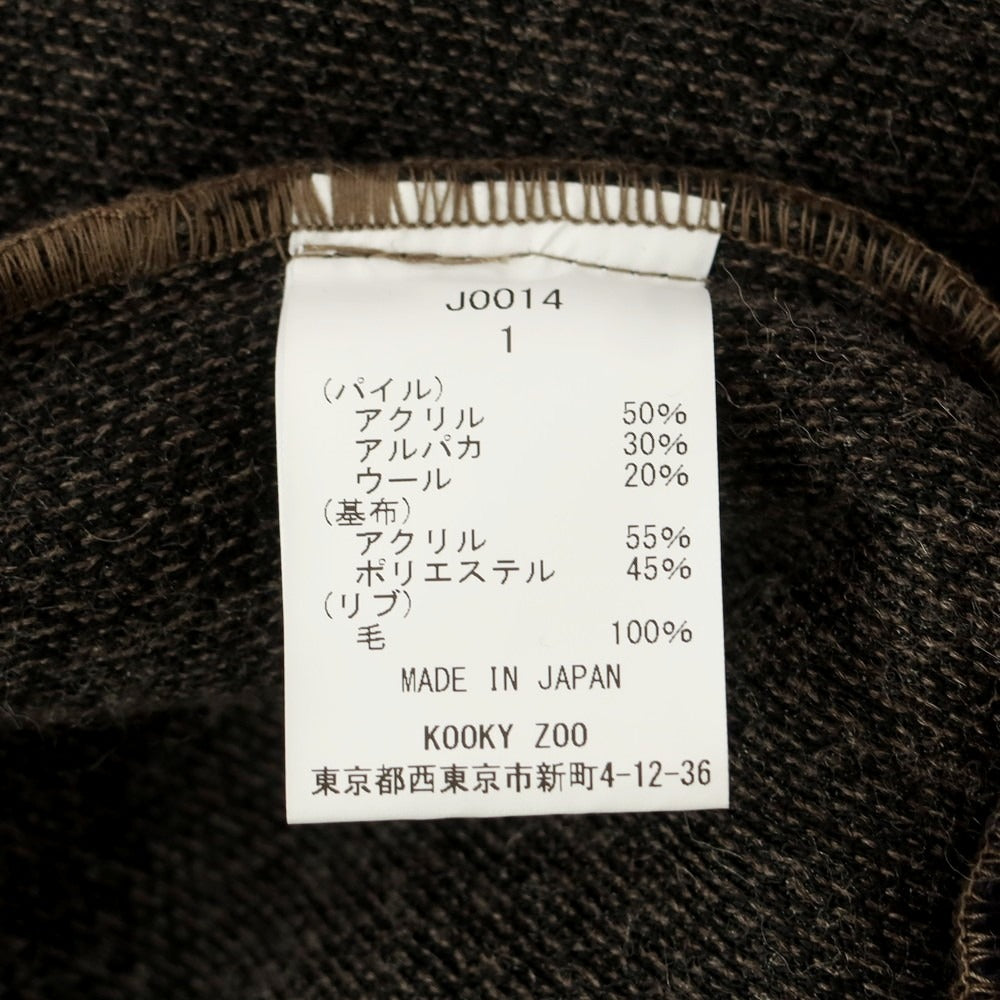 J0014
1
(パイル)
アクリル 50%
アルパカ 30%
ウール 20%
(基布)
アクリル 55%
ポリエステル 45%
(リブ)
毛 100%
MADE IN JAPAN
KOOKY ZOO
東京都西東京市新町4-12-36